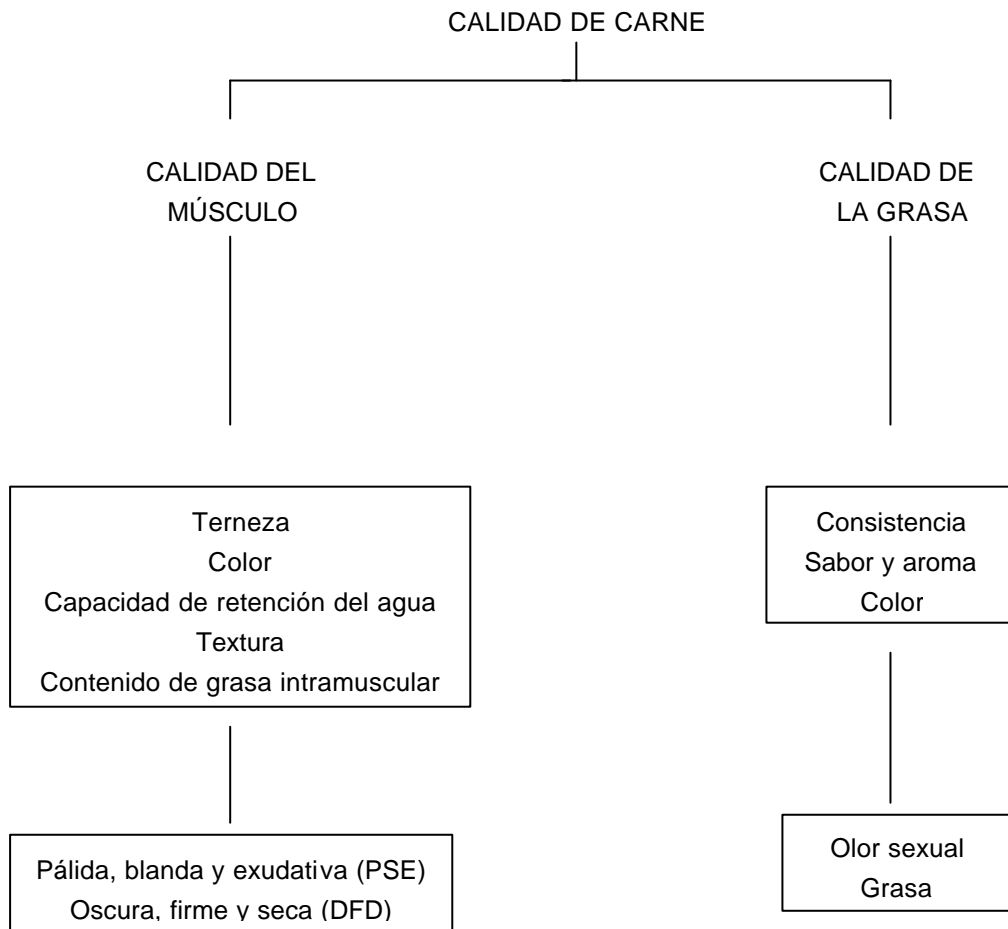 CALIDAD DE CARNE
CALIDAD DEL
MÚSCULO
CALIDAD DE
LA GRASA
Terneza
Color
Capacidad de retención del agua
Textura
Contenido de grasa intramuscular
Consistencia
Sabor y aroma
Color
Pálida, blanda y exudativa (PSE)
Oscura, firme y seca (DFD)
Olor sexual
Grasa